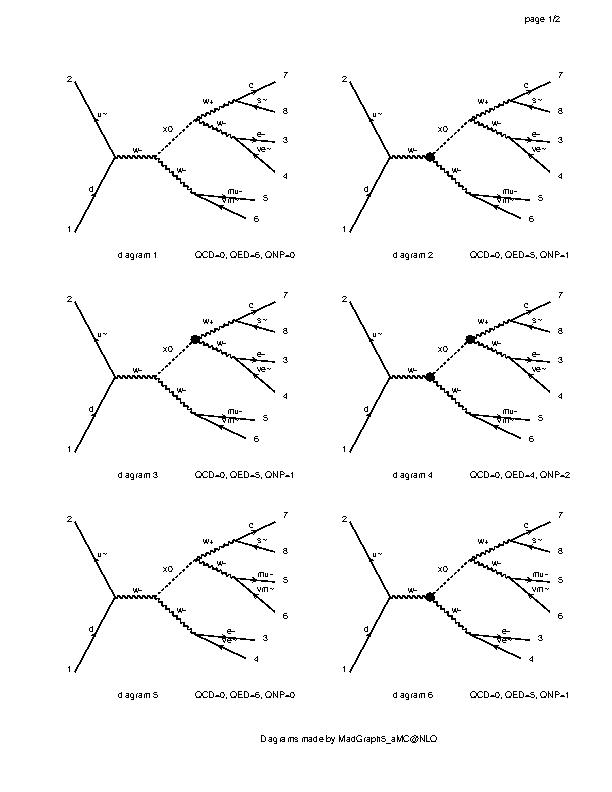 page 1/2
2 7
c
w+ s~
u~ 8
x0
w- e- 3
ve~
w- 4
d w- mu- 5
vm~
1 6
diagram 1 QCD=0, QED=6, QNP=0
2 7
c
w+ s~
u~ 8
x0
w- e- 3
ve~
w- 4
d w- mu- 5
vm~
1 6
diagram 2 QCD=0, QED=5, QNP=1
2 7
c
w+ s~
u~ 8
x0
w- e- 3
ve~
w- 4
d w- mu- 5
vm~
1 6
diagram 3 QCD=0, QED=5, QNP=1
2 7
c
w+ s~
u~ 8
x0
w- e- 3
ve~
w- 4
d w- mu- 5
vm~
1 6
diagram 4 QCD=0, QED=4, QNP=2
2 7
c
w+ s~
u~ 8
x0
w- mu- 5
vm~
w- 6
d w- e- 3
ve~
1 4
diagram 5 QCD=0, QED=6, QNP=0
2 7
c
w+ s~
u~ 8
x0
w- mu- 5
vm~
w- 6
d w- e- 3
ve~
1 4
diagram 6 QCD=0, QED=5, QNP=1
Diagrams made by MadGraph5_aMC@NLO